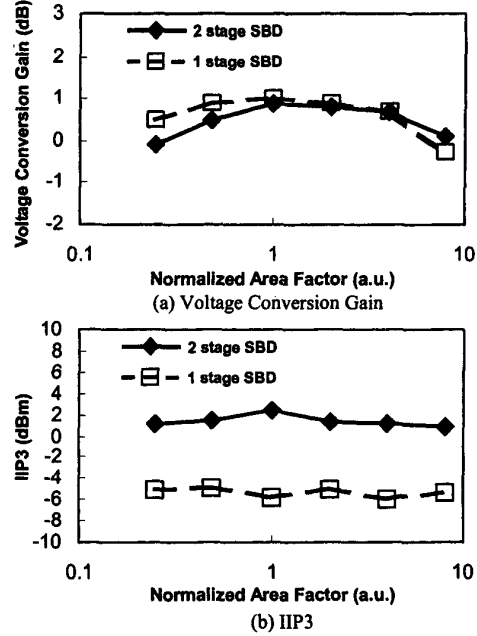 Voltage Conversion Gain (dB)
3
2
1
0
-1
-2
2 stage SBD
1 stage SBD
0.1
1
10
Normalized Area Factor (a.u.)
(a) Voltage Conversion Gain
IIP3 (dBm)
10
8
6
4
2
0
-2
-4
-6
-8
-10
2 stage SBD
1 stage SBD
0.1
1
10
Normalized Area Factor (a.u.)
(b) IIP3